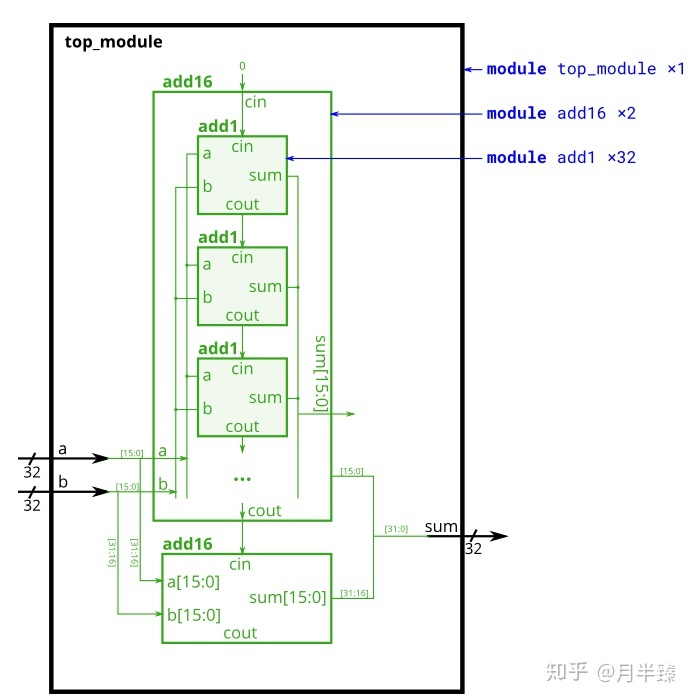 top_module
module top_module ×1
0
add16
cin
module add16 ×2
add1
cin
a
module add1 ×32
sum
b
cout
add1
cin
a
sum
b
cout
add1
cin
sum[15:0]
a
sum
b
cout
a
[15:0]
a
32
...
[15:0]
b
[15:0]
b
32
cout
sum
[31:0]
32
[31:16]
[31:16]
add16
cin
a[15:0]
sum[15:0]
[31:16]
b[15:0]
cout
知乎 @月半臻